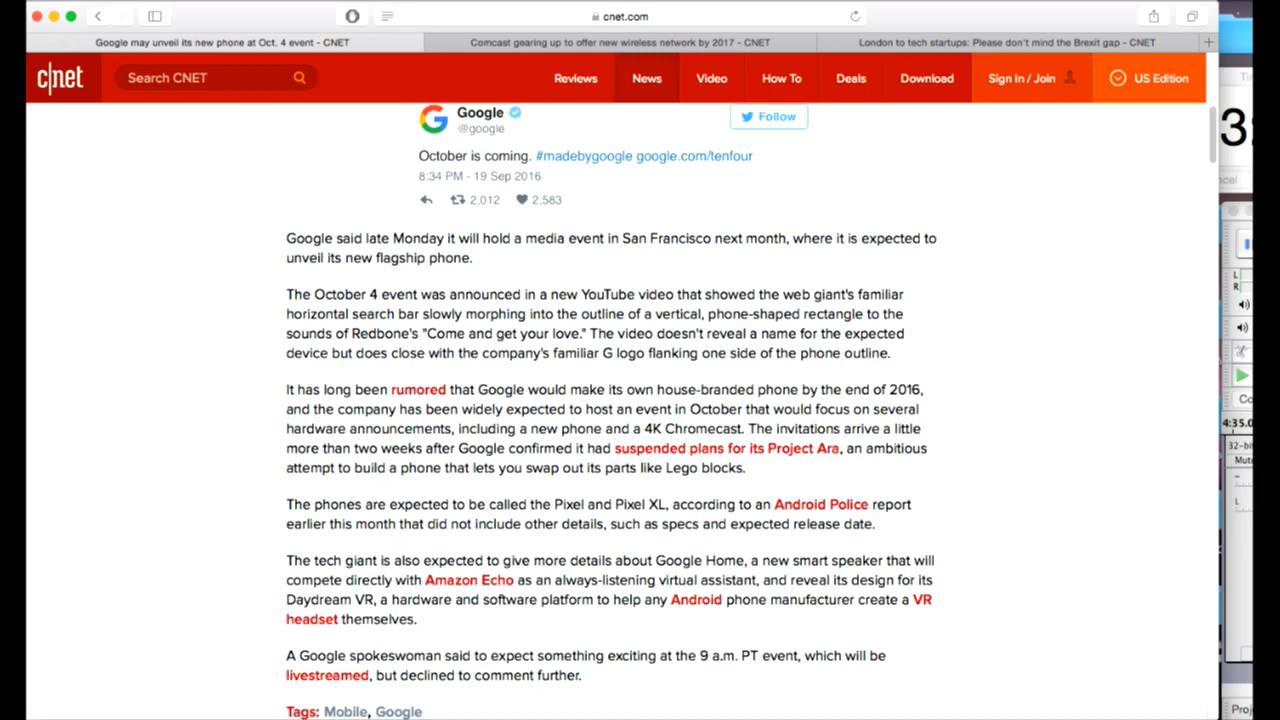 cnet.com
Google may unveil its new phone at Oct. 4 event - CNET
Comcast gearing up to offer new wireless network by 2017 - CNET
London to tech startups: Please don't mind the Brexit gap - CNET
c|net
Search CNET
Reviews
News
Video
How To
Deals
Download
Sign In / Join
US Edition
Google
@google
Follow
October is coming. #madebygoogle google.com/tenfour
8:34 PM - 19 Sep 2016
2,012 2,583
Google said late Monday it will hold a media event in San Francisco next month, where it is expected to
unveil its new flagship phone.
The October 4 event was announced in a new YouTube video that showed the web giant's familiar
horizontal search bar slowly morphing into the outline of a vertical, phone-shaped rectangle to the
sounds of Redbone's "Come and get your love." The video doesn't reveal a name for the expected
device but does close with the company's familiar G logo flanking one side of the phone outline.
It has long been rumored that Google would make its own house-branded phone by the end of 2016,
and the company has been widely expected to host an event in October that would focus on several
hardware announcements, including a new phone and a 4K Chromecast. The invitations arrive a little
more than two weeks after Google confirmed it had suspended plans for its Project Ara, an ambitious
attempt to build a phone that lets you swap out its parts like Lego blocks.
The phones are expected to be called the Pixel and Pixel XL, according to an Android Police report
earlier this month that did not include other details, such as specs and expected release date.
The tech giant is also expected to give more details about Google Home, a new smart speaker that will
compete directly with Amazon Echo as an always-listening virtual assistant, and reveal its design for its
Daydream VR, a hardware and software platform to help any Android phone manufacturer create a VR
headset themselves.
A Google spokeswoman said to expect something exciting at the 9 a.m. PT event, which will be
livestreamed, but declined to comment further.
Tags: Mobile, Google
Ti
3:
ncel
L
R
Co
4:35.0
32-bit
Mut
L
Proj